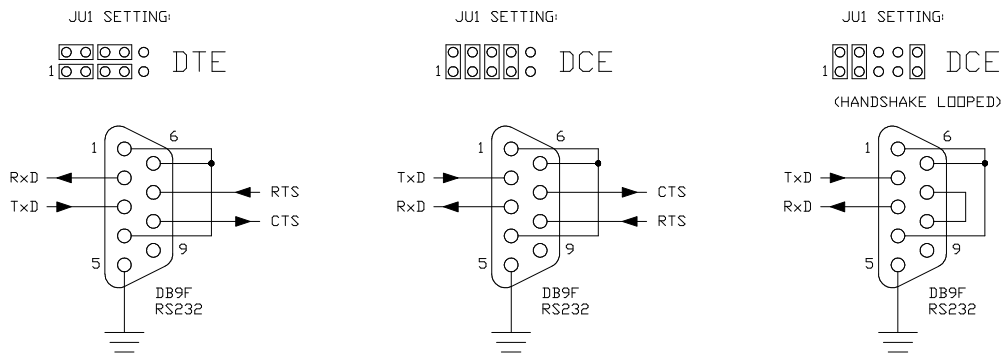 JU1 SETTING:
1
DTE
1
6
RxD
TxD
RTS
CTS
5
9
DB9F
RS232
JU1 SETTING:
1
DCE
1
6
TxD
RxD
CTS
RTS
5
9
DB9F
RS232
JU1 SETTING:
1
DCE
(HANDSHAKE LOOPED)
1
6
TxD
RxD
5
9
DB9F
RS232